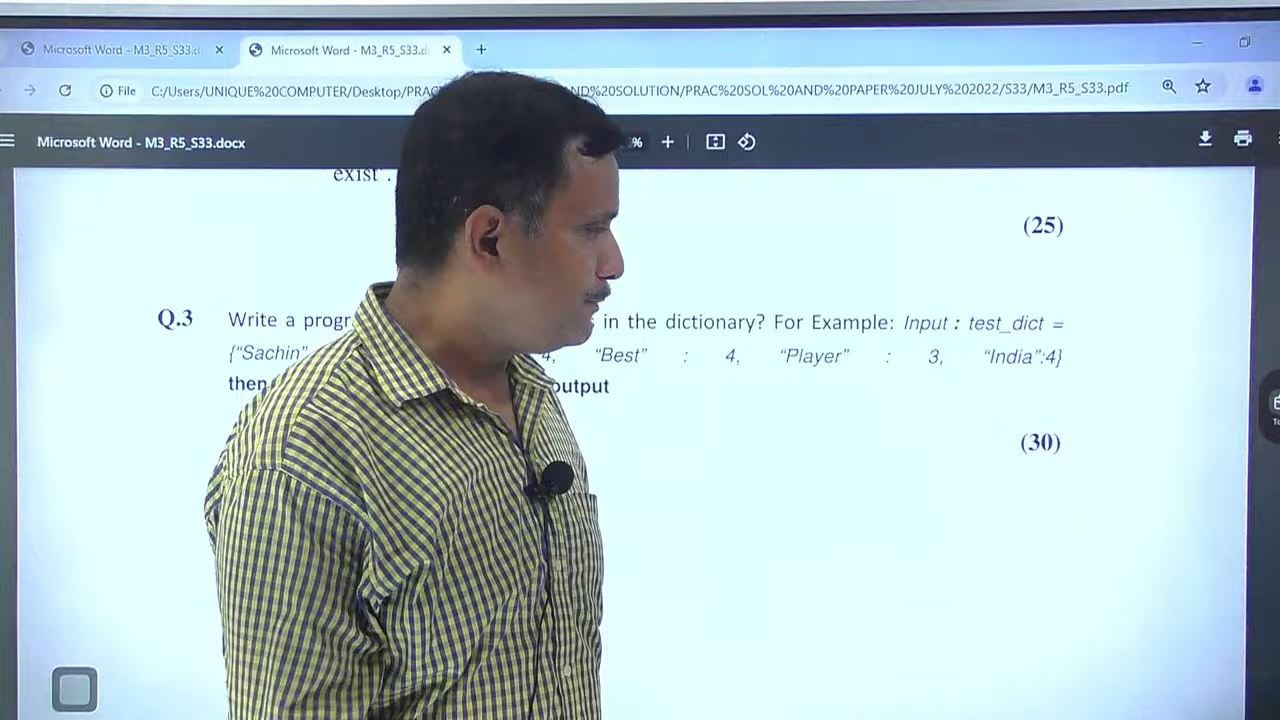 Microsoft Word - M3_R5_S33.d
Microsoft Word - M3_R5_S33.d
File C:/Users/UNIQUE%20COMPUTER/Desktop/PRAC ND%20SOLUTION/PRAC%20SOL%20AND%20PAPER%20JULY%202022/S33/M3_R5_S33.pdf
Microsoft Word - M3_R5_S33.docx % +
exist'.
(25)
Q.3 Write a progr in the dictionary? For Example: Input : test_dict =
{"Sachin" 4, "Best" : 4, "Player" : 3, "India":4}
then output
(30)